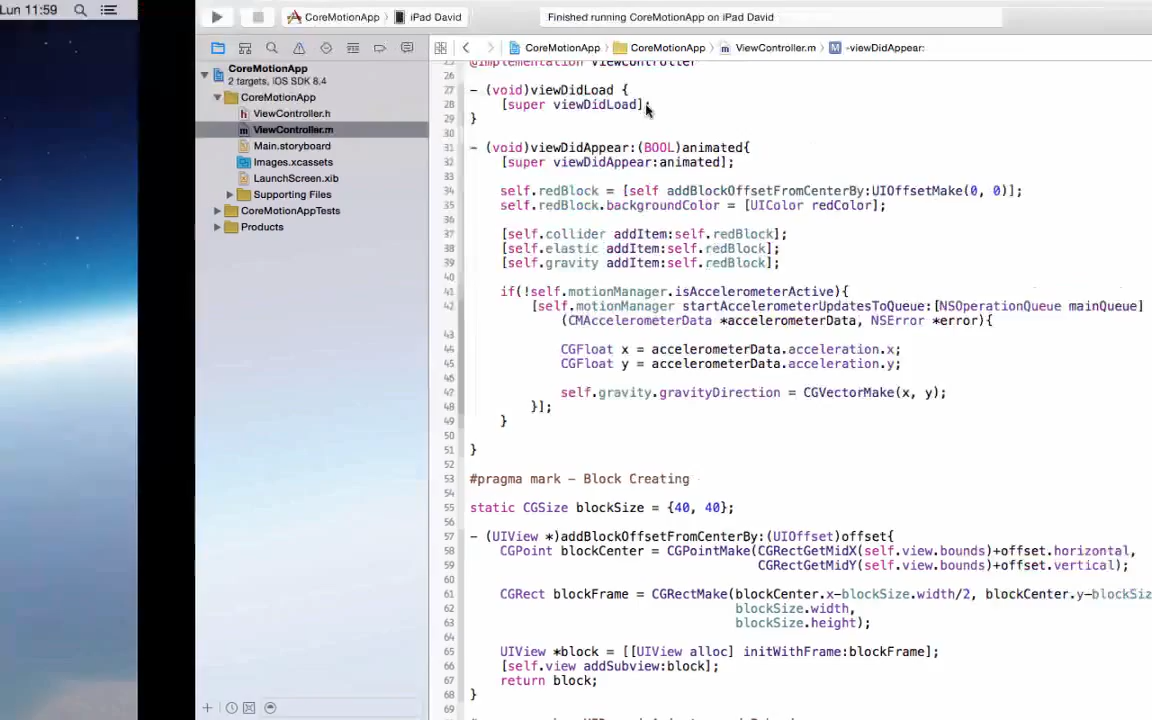 Lun 11:59
CoreMotionApp
iPad David
Finished running CoreMotionApp on iPad David
CoreMotionApp
CoreMotionApp
ViewController.m
-viewDidAppear:
CoreMotionApp
2 targets, iOS SDK 8.4
CoreMotionApp
ViewController.h
ViewController.m
Main.storyboard
Images.xcassets
LaunchScreen.xib
Supporting Files
CoreMotionAppTests
Products
@implementation ViewController
26
27 - (void)viewDidLoad {
28 [super viewDidLoad];
29 }
30
31 - (void)viewDidAppear:(BOOL)animated{
32 [super viewDidAppear:animated];
33
34 self.redBlock = [self addBlockOffsetFromCenterBy:UIOffsetMake(0, 0)];
35 self.redBlock.backgroundColor = [UIColor redColor];
36
37 [self.collider addItem:self.redBlock];
38 [self.elastic addItem:self.redBlock];
39 [self.gravity addItem:self.redBlock];
40
41 if(!self.motionManager.isAccelerometerActive){
42 [self.motionManager startAccelerometerUpdatesToQueue:[NSOperationQueue mainQueue]
(CMAccelerometerData *accelerometerData, NSError *error){
43
44 CGFloat x = accelerometerData.acceleration.x;
45 CGFloat y = accelerometerData.acceleration.y;
46
47 self.gravity.gravityDirection = CGVectorMake(x, y);
48 }];
49 }
50
51 }
52
53 #pragma mark - Block Creating
54
55 static CGSize blockSize = {40, 40};
56
57 - (UIView *)addBlockOffsetFromCenterBy:(UIOffset)offset{
58 CGPoint blockCenter = CGPointMake(CGRectGetMidX(self.view.bounds)+offset.horizontal,
59 CGRectGetMidY(self.view.bounds)+offset.vertical);
60
61 CGRect blockFrame = CGRectMake(blockCenter.x-blockSize.width/2, blockCenter.y-blockSiz
62 blockSize.width,
63 blockSize.height);
64
65 UIView *block = [[UIView alloc] initWithFrame:blockFrame];
66 [self.view addSubview:block];
67 return block;
68 }